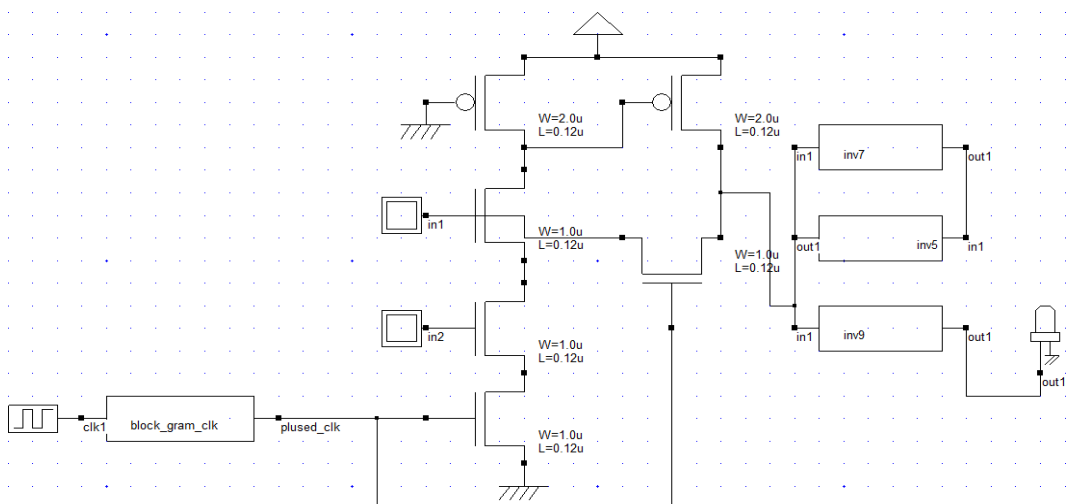 W=2.0u
L=0.12u
W=2.0u
L=0.12u
in1
inv7
out1
in1
W=1.0u
L=0.12u
W=1.0u
L=0.12u
out1
inv5
in1
in2
W=1.0u
L=0.12u
in1
inv9
out1
out1
clk1
block_gram_clk
plused_clk
W=1.0u
L=0.12u